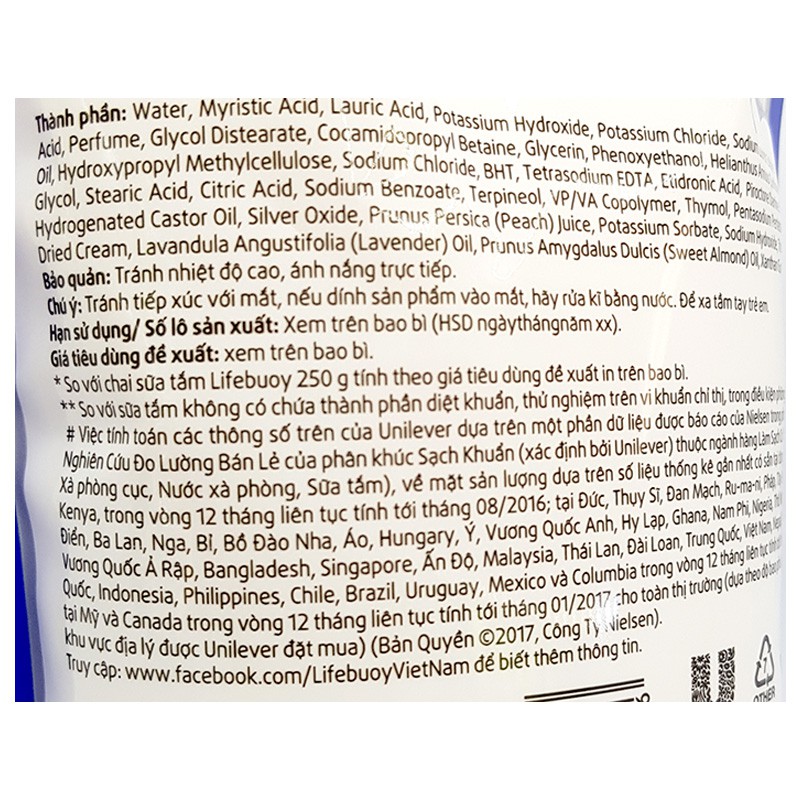 Thành phần: Water, Myristic Acid, Lauric Acid, Potassium Hydroxide, Potassium Chloride,
Acid, Perfume, Glycol Distearate, Cocamidopropyl Betaine, Glycerin, Phenoxyethanol, Helianthus
Oil, Hydroxypropyl Methylcellulose, Sodium Chloride, BHT, Tetrasodium EDTA, Etidronic Acid,
Glycol, Stearic Acid, Citric Acid, Sodium Benzoate, Terpineol, VP/VA Copolymer, Thymol, Pentasodium
Hydrogenated Castor Oil, Silver Oxide, Prunus Persica (Peach) Juice, Potassium Sorbate, Sodium Hydroxide,
Dried Cream, Lavandula Angustifolia (Lavender) Oil, Prunus Amygdalus Dulcis (Sweet Almond) Oil,
Bảo quản: Tránh nhiệt độ cao, ánh nắng trực tiếp.
Chú ý: Tránh tiếp xúc với mắt, nếu dính sản phẩm vào mắt, hãy rửa kĩ bằng nước. Để xa tầm tay trẻ em.
Hạn sử dụng/ Số lô sản xuất: Xem trên bao bì (HSD ngàythángnăm xx).
Giá tiêu dùng đề xuất: xem trên bao bì.
* So với chai sữa tắm Lifebuoy 250 g tính theo giá tiêu dùng đề xuất in trên bao bì.
** So với sữa tắm không có chứa thành phần diệt khuẩn, thử nghiệm trên vi khuẩn chỉ thị, trong điều kiện phòng
# Việc tính toán các thông số trên của Unilever dựa trên một phần dữ liệu được báo cáo của Nielsen trong
Nghiên Cứu Đo Lường Bán Lẻ của phân khúc Sạch Khuẩn (xác định bởi Unilever) thuộc ngành hàng Làm Sạch
Xà phòng cục, Nước xà phòng, Sữa tắm), về mặt sản lượng dựa trên số liệu thống kê gần nhất có sẵn tại
Kenya, trong vòng 12 tháng liên tục tính tới tháng 08/2016; tại Đức, Thụy Sĩ, Đan Mạch, Ru-ma-ni, Pháp,
Điển, Ba Lan, Nga, Bỉ, Bồ Đào Nha, Áo, Hungary, Ý, Vương Quốc Anh, Hy Lạp, Ghana, Nam Phi, Nigeria,
Vương Quốc Ả Rập, Bangladesh, Singapore, Ấn Độ, Malaysia, Thái Lan, Đài Loan, Trung Quốc, Việt Nam,
Quốc, Indonesia, Philippines, Chile, Brazil, Uruguay, Mexico và Columbia trong vòng 12 tháng liên tục tính
tại Mỹ và Canada trong vòng 12 tháng liên tục tính tới tháng 01/2017 cho toàn thị trường (dựa theo độ bao
khu vực địa lý được Unilever đặt mua) (Bản Quyền ©2017, Công Ty Nielsen).
Truy cập: www.facebook.com/LifebuoyVietNam để biết thêm thông tin.
7
OTHER